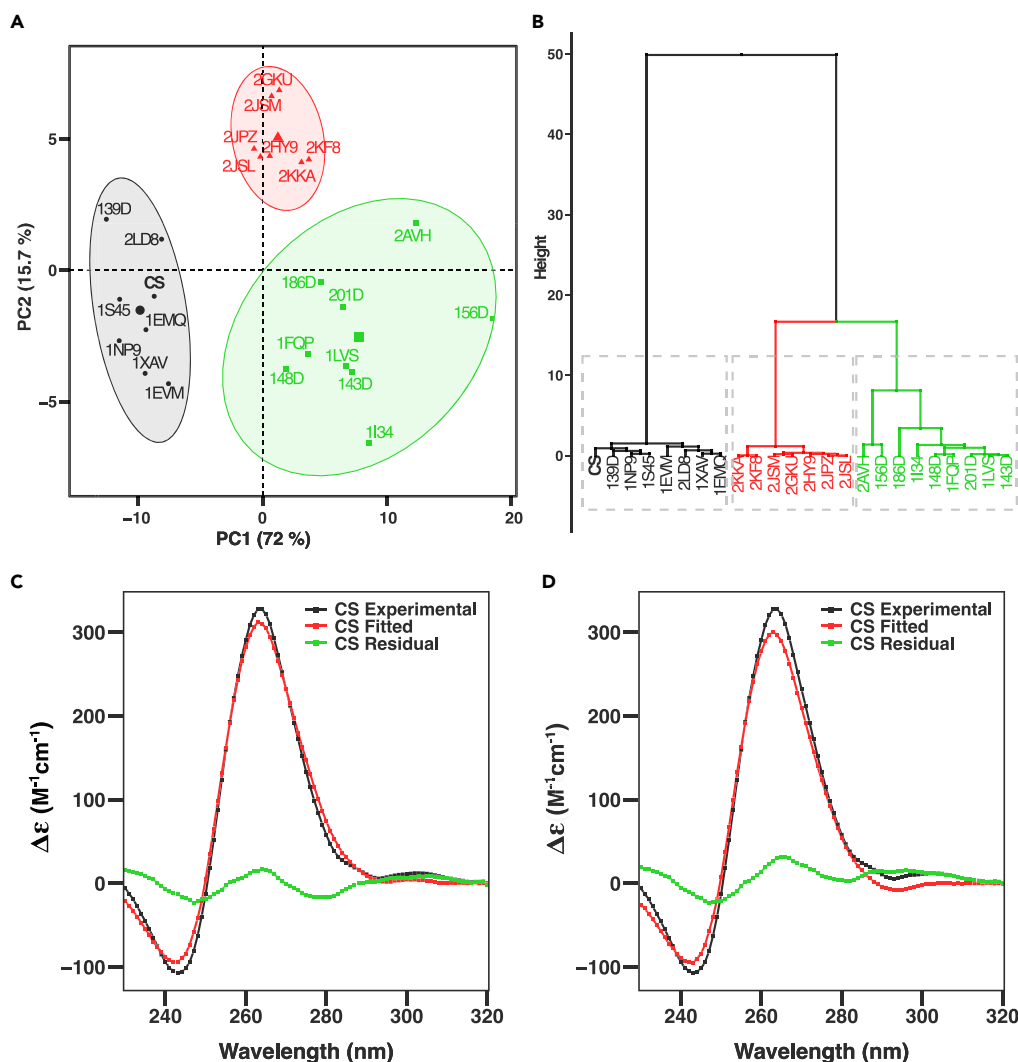 A
PC2 (15.7 %)
5
0
−5
2GKU
2JSM
2JPZ
2HY9
2KF8
2JSL
2KKA
139D
2LD8
CS
1S45
1EMQ
1NP9
1XAV
1EVM
2AVH
186D
201D
156D
1FQP
1LVS
148D
143D
1I34
−10
0
10
20
PC1 (72 %)
B
Height
50
40
30
20
10
0
CS
139D
1NP9
1S45
1EVM
2LD8
1XAV
1EMQ
2KKA
2KF8
2JSM
2GKU
2HY9
2JPZ
2JSL
2AVH
156D
186D
1I34
148D
1FQP
201D
1LVS
143D
C
CS Experimental
CS Fitted
CS Residual
Δε (M⁻¹cm⁻¹)
300
200
100
0
−100
240
260
280
300
320
Wavelength (nm)
D
CS Experimental
CS Fitted
CS Residual
Δε (M⁻¹cm⁻¹)
300
200
100
0
−100
240
260
280
300
320
Wavelength (nm)